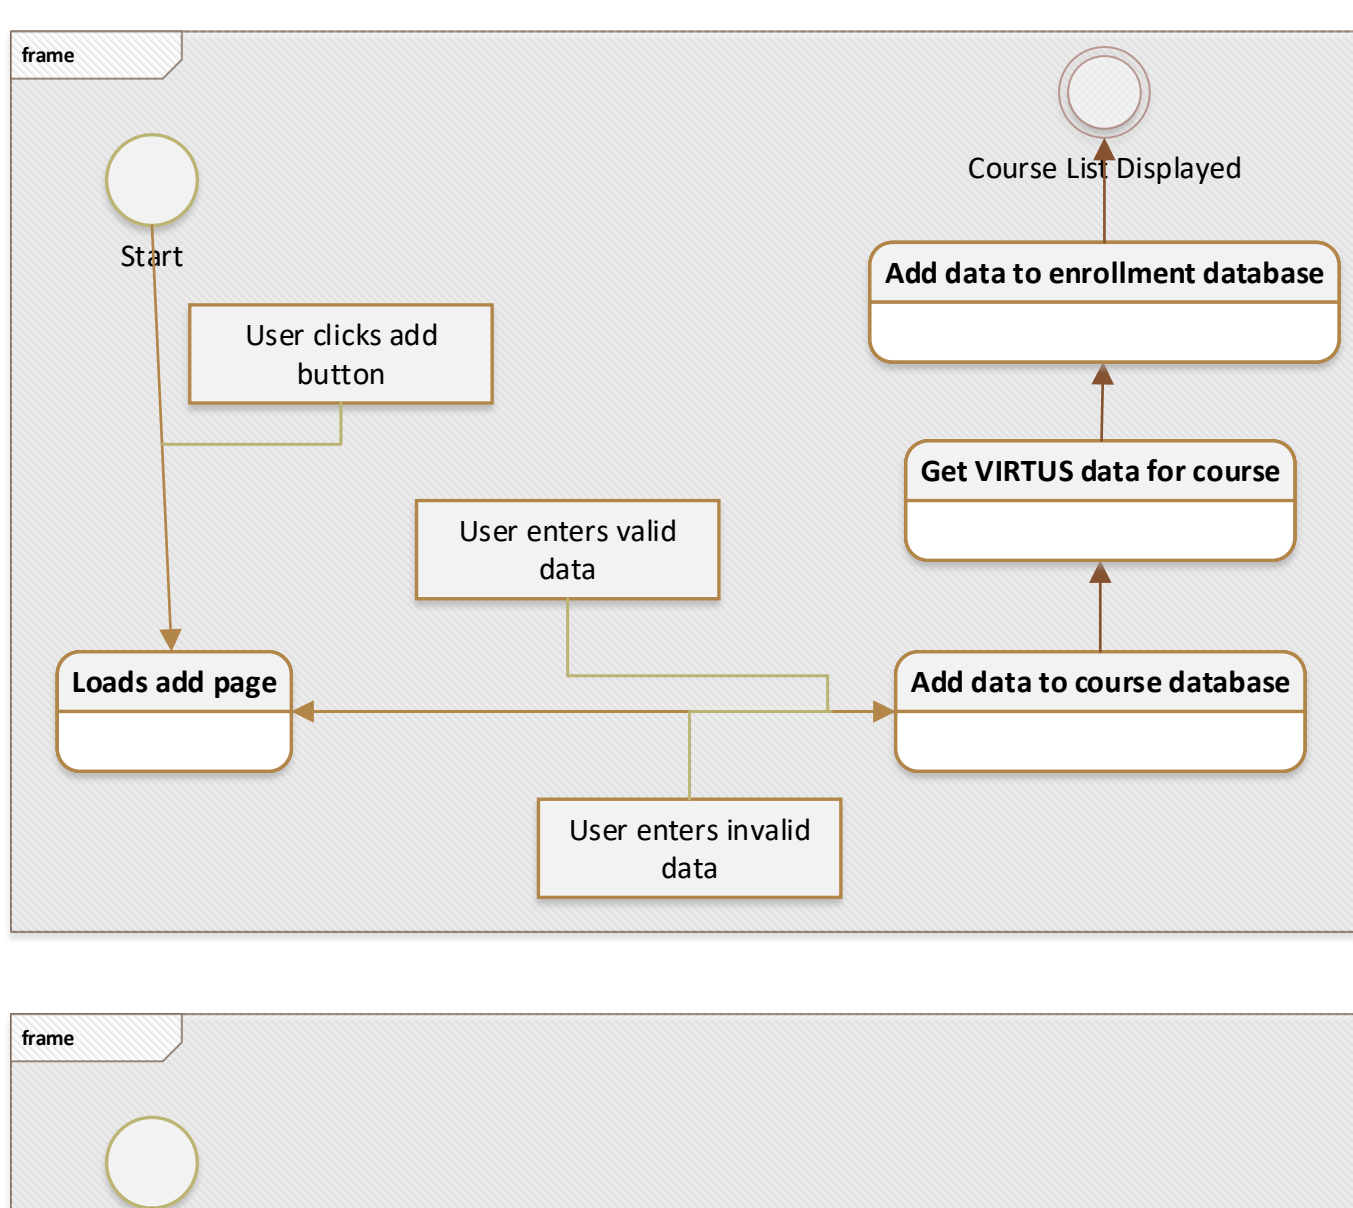 frame
Course List Displayed
Start
Add data to enrollment database
User clicks add
button
Get VIRTUS data for course
User enters valid
data
Loads add page
Add data to course database
User enters invalid
data
frame